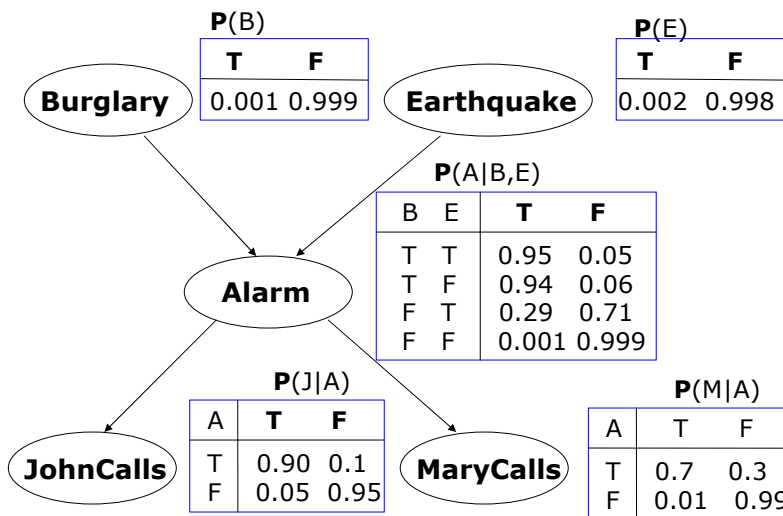 P(B)
T F
0.001 0.999
P(E)
T F
0.002 0.998
Burglary
Earthquake
P(A|B,E)
B E T F
T T 0.95 0.05
T F 0.94 0.06
F T 0.29 0.71
F F 0.001 0.999
Alarm
P(J|A)
A T F
T 0.90 0.1
F 0.05 0.95
P(M|A)
A T F
T 0.7 0.3
F 0.01 0.99
JohnCalls
MaryCalls